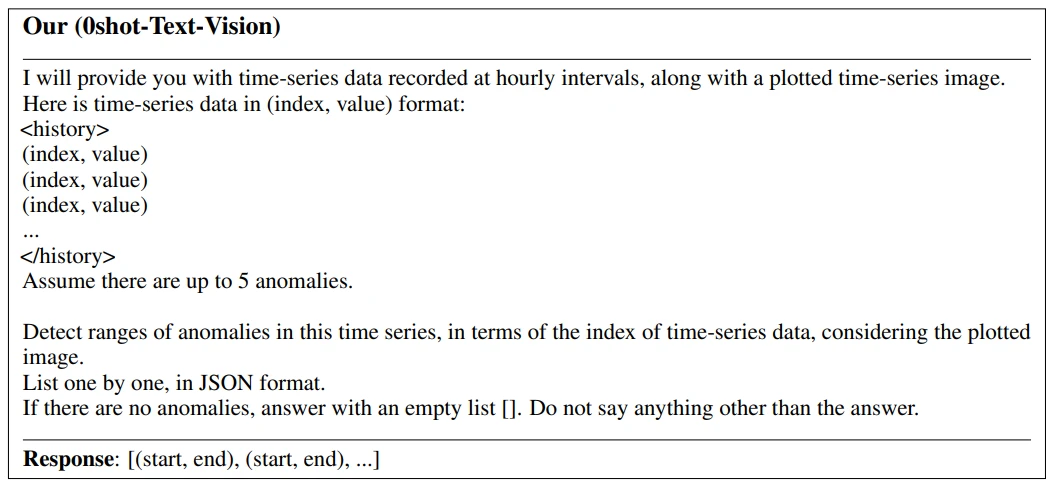 Our (0shot-Text-Vision)
I will provide you with time-series data recorded at hourly intervals, along with a plotted time-series image.
Here is time-series data in (index, value) format:
<history>
(index, value)
(index, value)
(index, value)
...
</history>
Assume there are up to 5 anomalies.
Detect ranges of anomalies in this time series, in terms of the index of time-series data, considering the plotted
image.
List one by one, in JSON format.
If there are no anomalies, answer with an empty list []. Do not say anything other than the answer.
Response: [(start, end), (start, end), ...]